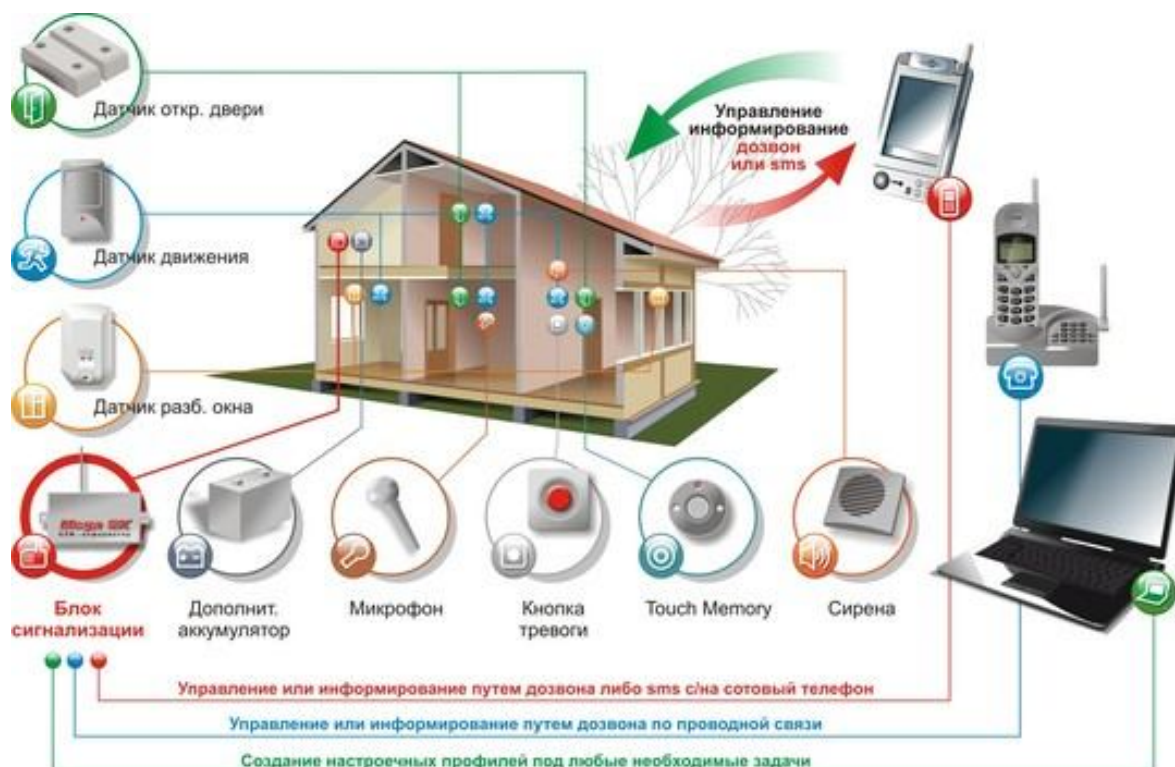 Датчик откр. двери
Управление
информирование
дозвон
или sms
Датчик движения
Датчик разб. окна
Блок
сигнализации
Дополнит.
аккумулятор
Микрофон
Кнопка
тревоги
Touch Memory
Сирена
Управление или информирование путем дозвона либо sms с/на сотовый телефон
Управление или информирование путем дозвона по проводной связи
Создание настроечных профилей под любые необходимые задачи